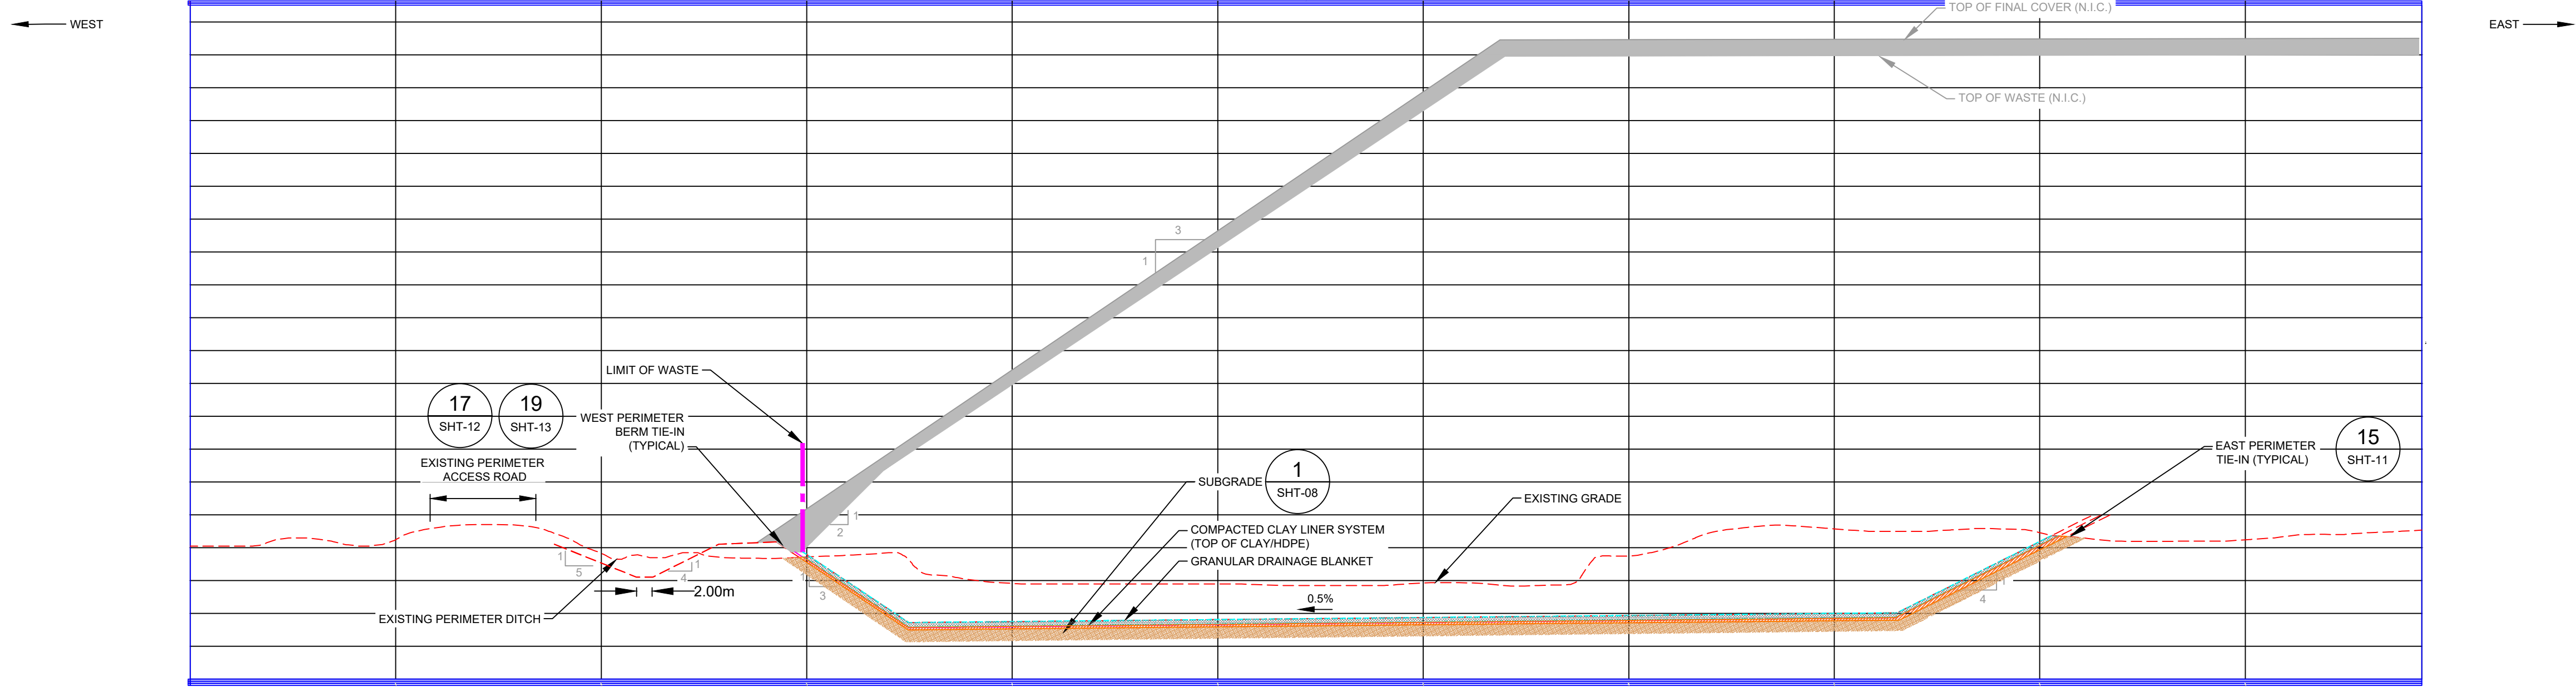 WEST
TOP OF FINAL COVER (N.I.C.)
EAST
TOP OF WASTE (N.I.C.)
3
1
LIMIT OF WASTE
17
SHT-12
19
SHT-13
WEST PERIMETER
BERM TIE-IN
(TYPICAL)
EXISTING PERIMETER
ACCESS ROAD
15
SHT-11
EAST PERIMETER
TIE-IN (TYPICAL)
SUBGRADE
1
SHT-08
EXISTING GRADE
1
2
COMPACTED CLAY LINER SYSTEM
(TOP OF CLAY/HDPE)
GRANULAR DRAINAGE BLANKET
1
5
1
4
1
3
2.00m
0.5%
1
4
EXISTING PERIMETER DITCH